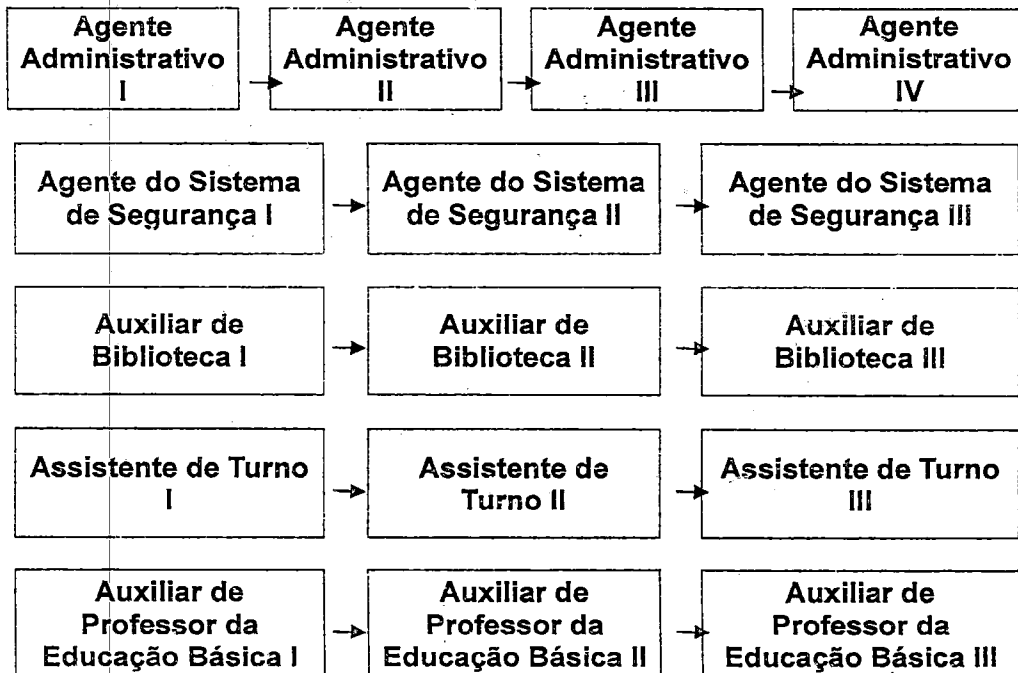 Agente
Administrativo
I
Agente
Administrativo
II
Agente
Administrativo
III
Agente
Administrativo
IV
Agente do Sistema
de Segurança I
Agente do Sistema
de Segurança II
Agente do Sistema
de Segurança III
Auxiliar de
Biblioteca I
Auxiliar de
Biblioteca II
Auxiliar de
Biblioteca III
Assistente de Turno
I
Assistente de
Turno II
Assistente de Turno
III
Auxiliar de
Professor da
Educação Básica I
Auxiliar de
Professor da
Educação Básica II
Auxiliar de
Professor da
Educação Básica III